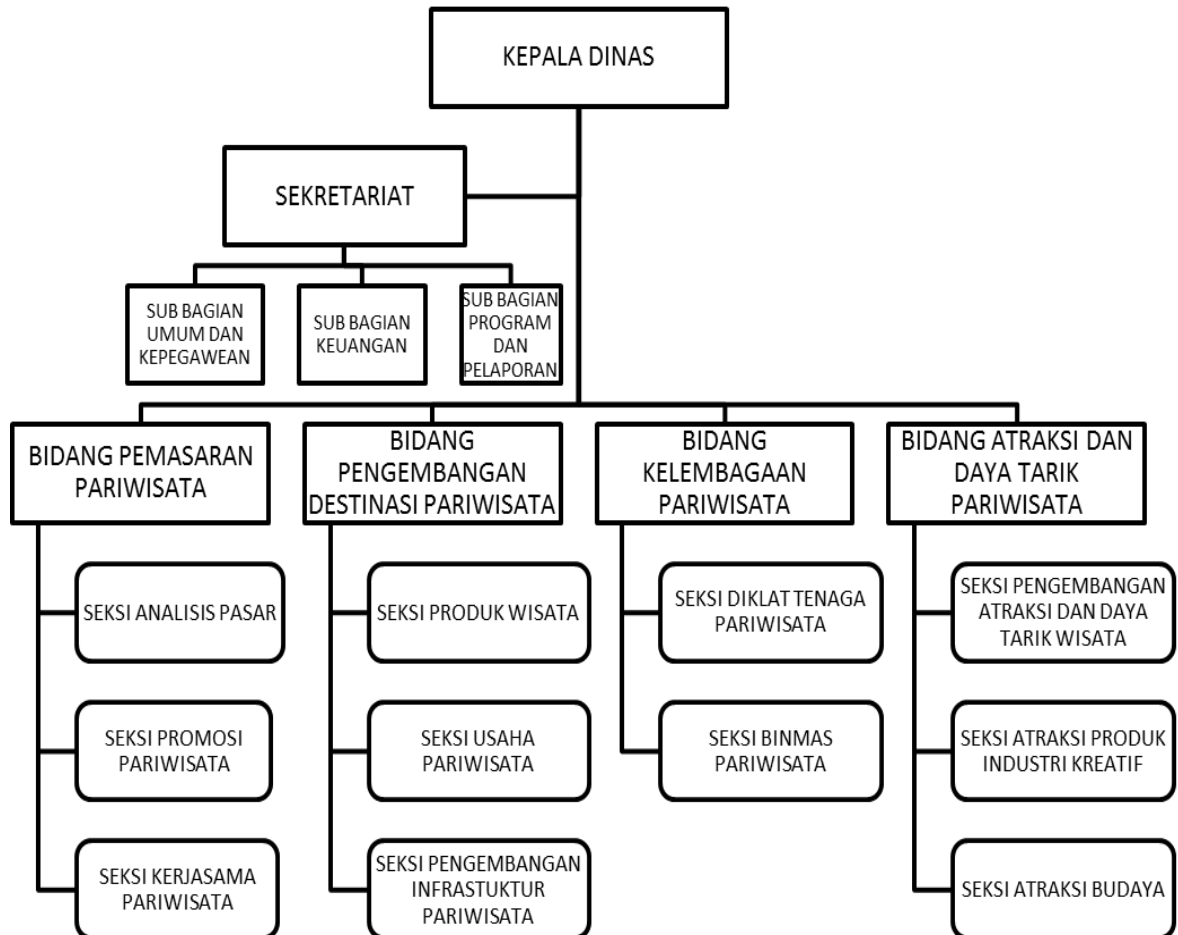 KEPALA DINAS
SEKRETARIAT
SUB BAGIAN
UMUM DAN
KEPEGAWEAN
SUB BAGIAN
KEUANGAN
SUB BAGIAN
PROGRAM
DAN
PELAPORAN
BIDANG PEMASARAN
PARIWISATA
BIDANG
PENGEMBANGAN
DESTINASI PARIWISATA
BIDANG
KELEMBAGAAN
PARIWISATA
BIDANG ATRAKSI DAN
DAYA TARIK
PARIWISATA
SEKSI ANALISIS PASAR
SEKSI PROMOSI
PARIWISATA
SEKSI KERJASAMA
PARIWISATA
SEKSI PRODUK WISATA
SEKSI USAHA
PARIWISATA
SEKSI PENGEMBANGAN
INFRASTUKTUR
PARIWISATA
SEKSI DIKLAT TENAGA
PARIWISATA
SEKSI BINMAS
PARIWISATA
SEKSI PENGEMBANGAN
ATRAKSI DAN DAYA
TARIK WISATA
SEKSI ATRAKSI PRODUK
INDUSTRI KREATIF
SEKSI ATRAKSI BUDAYA